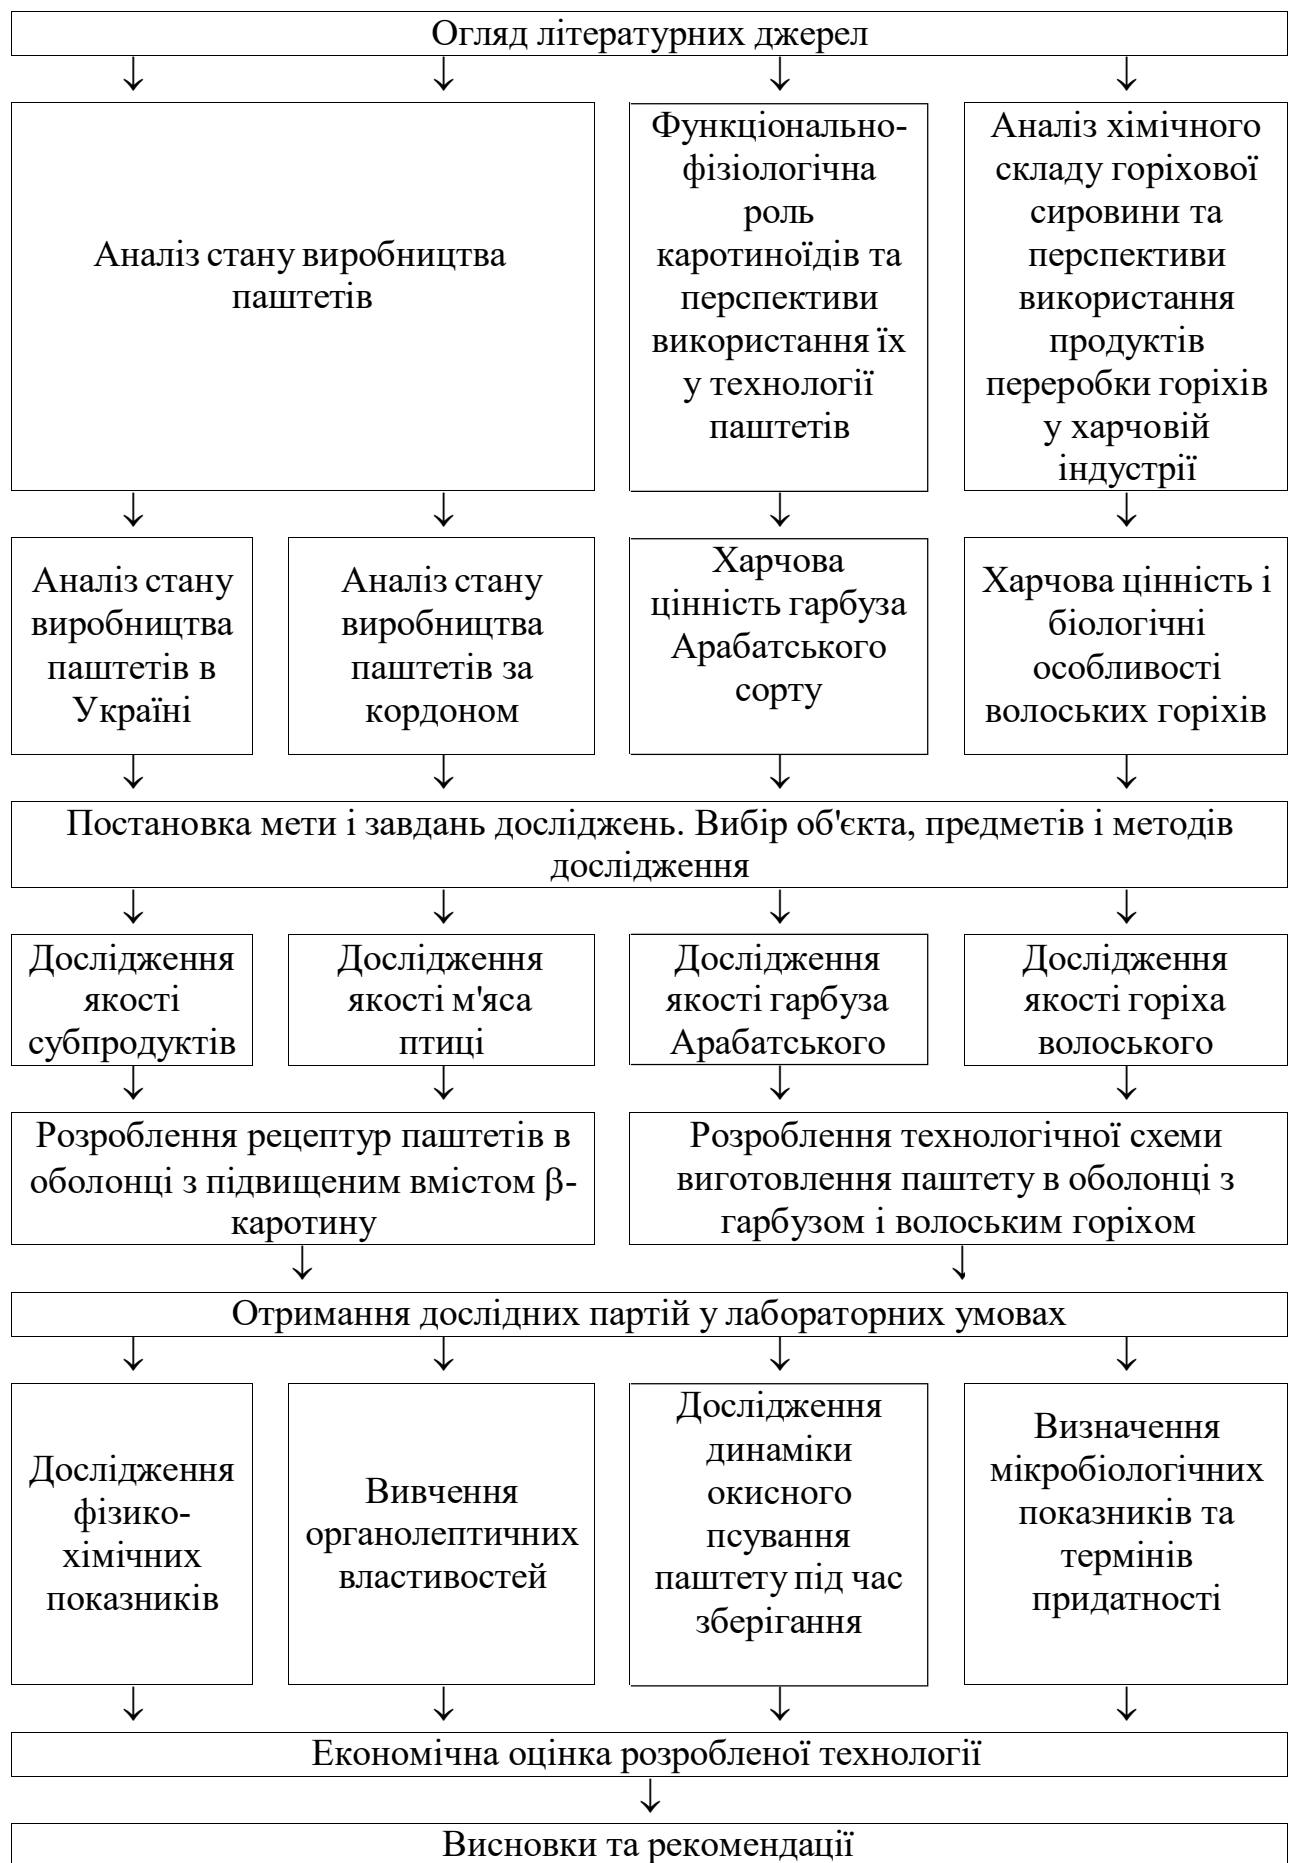 Огляд літературних джерел
Аналіз стану виробництва
паштетів
Функціонально-
фізіологічна
роль
каротиноїдів та
перспективи
використання їх
у технології
паштетів
Аналіз хімічного
складу горіхової
сировини та
перспективи
використання
продуктів
переробки горіхів
у харчовій
індустрії
Аналіз стану
виробництва
паштетів в
Україні
Аналіз стану
виробництва
паштетів за
кордоном
Харчова
цінність гарбуза
Арабатського
сорту
Харчова цінність і
біологічні
особливості
волоських горіхів
Постановка мети і завдань досліджень. Вибір об'єкта, предметів і методів
дослідження
Дослідження
якості
субпродуктів
Дослідження
якості м'яса
птиці
Дослідження
якості гарбуза
Арабатського
Дослідження
якості горіха
волоського
Розроблення рецептур паштетів в
оболонці з підвищеним вмістом β-
каротину
Розроблення технологічної схеми
виготовлення паштету в оболонці з
гарбузом і волоським горіхом
Отримання дослідних партій у лабораторних умовах
Дослідження
фізико-
хімічних
показників
Вивчення
органолептичних
властивостей
Дослідження
динаміки
окисного
псування
паштету під час
зберігання
Визначення
мікробіологічних
показників та
термінів
придатності
Економічна оцінка розробленої технології
Висновки та рекомендації